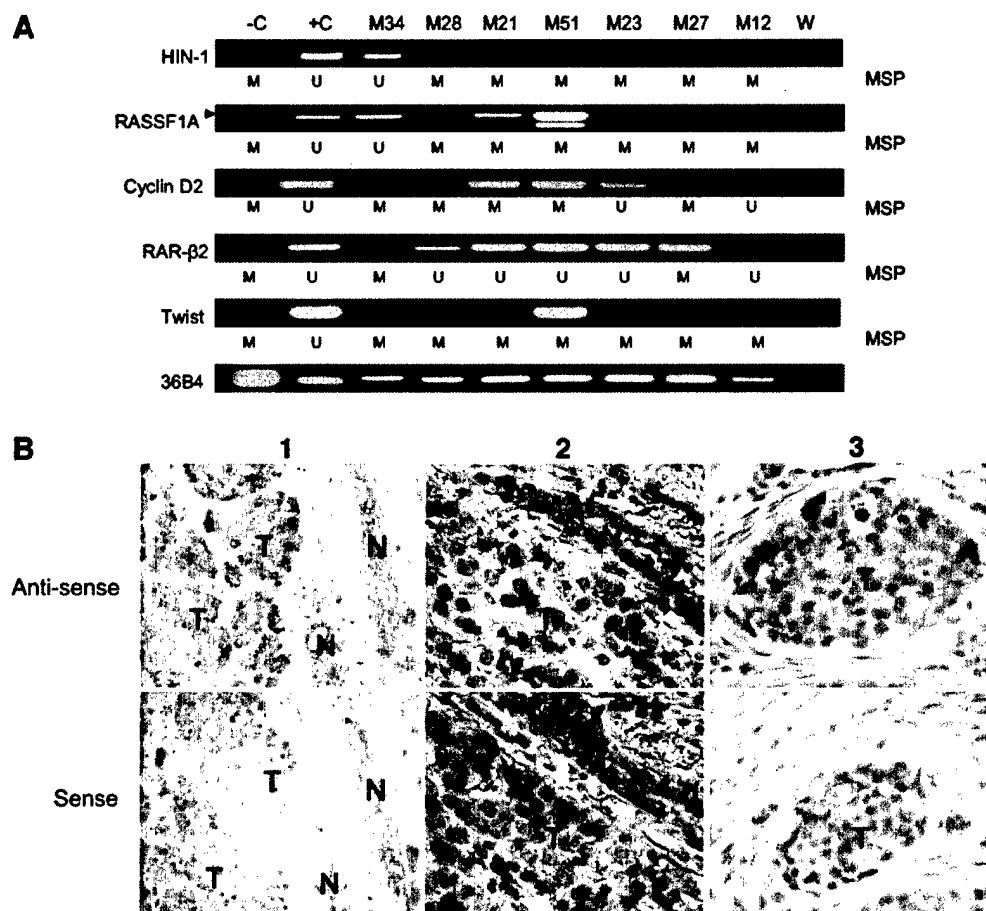 A
-C +C M34 M28 M21 M51 M23 M27 M12 W
HIN-1
M U U M M M M M M MSP
RASSF1A
M U U M M M M M M MSP
Cyclin D2
M U M M M M U M U MSP
RAR-β2
M U M U U U U M U MSP
Twist
M U M M M M M M M MSP
36B4
B
1 2 3
Anti-sense
T N T N T T
Sense
T N T N T T